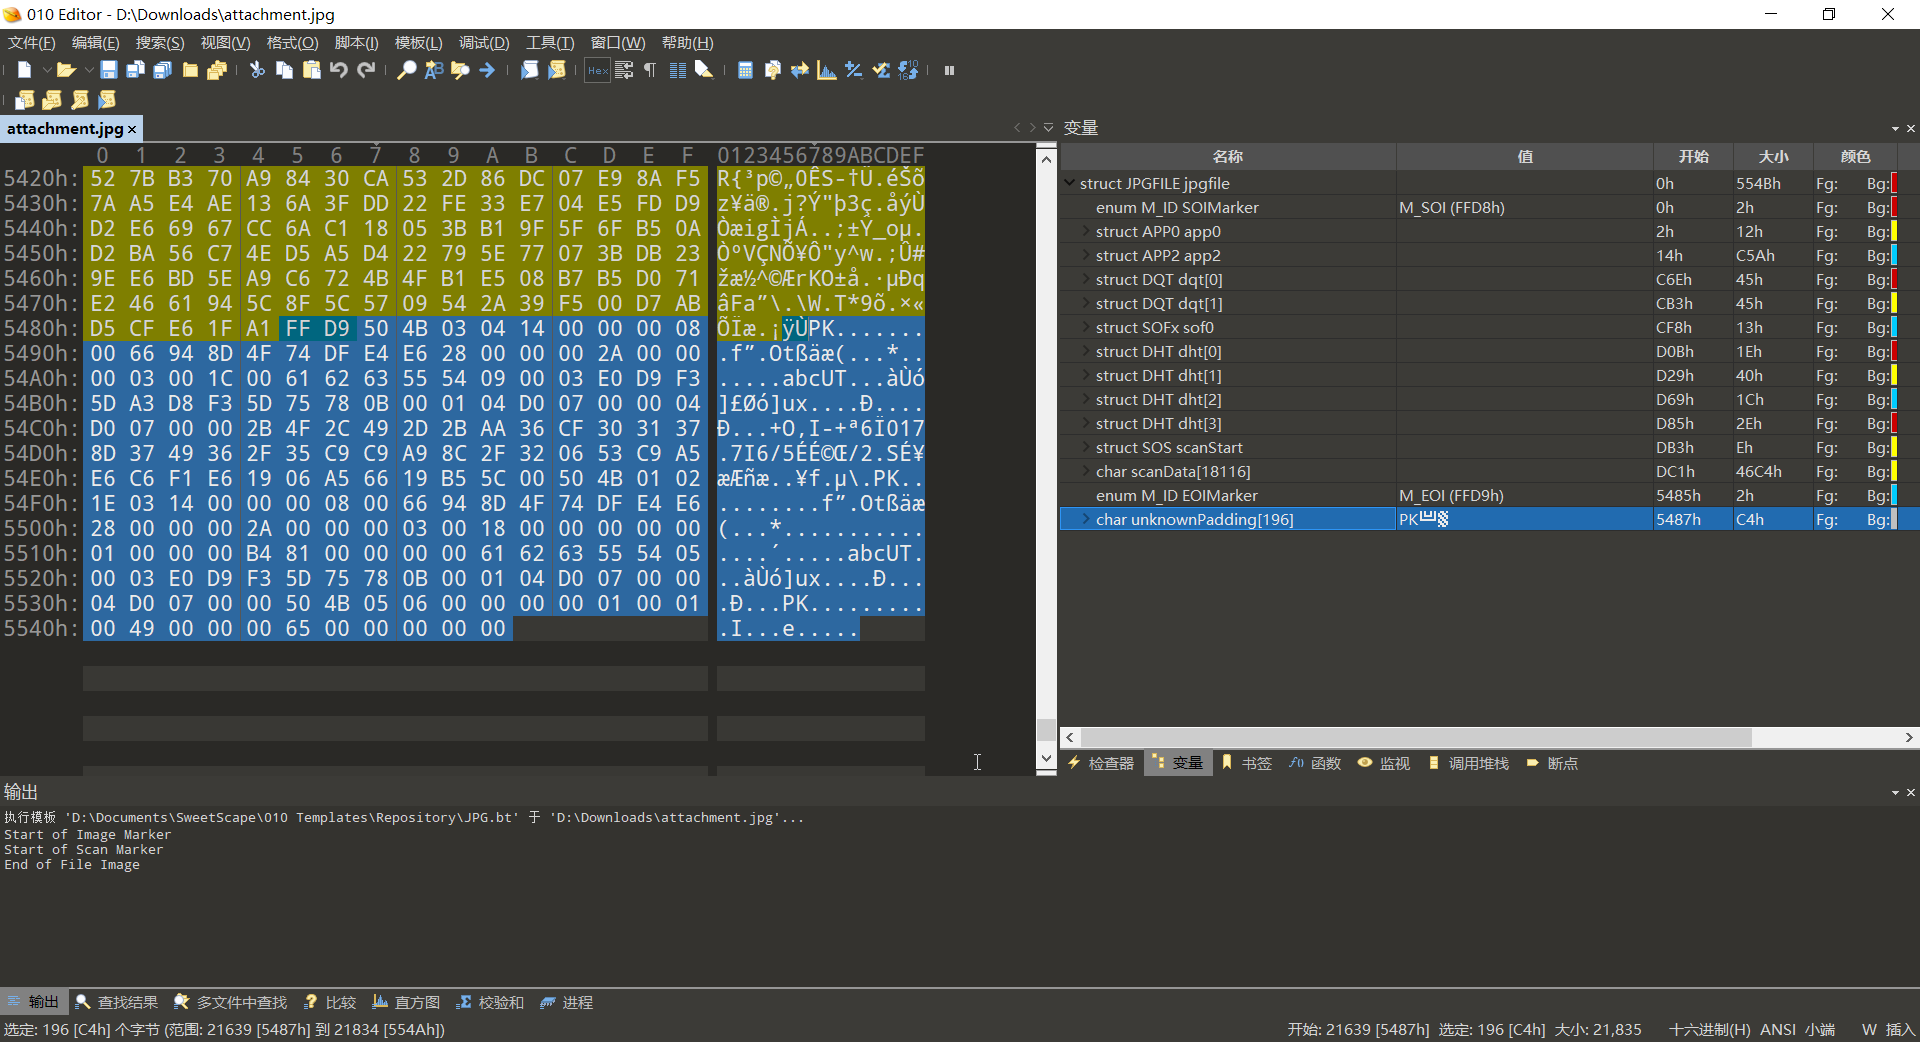 010 Editor - D:\Downloads\attachment.jpg
文件(F) 编辑(E) 搜索(S) 视图(V) 格式(O) 脚本(I) 模板(L) 调试(D) 工具(T) 窗口(W) 帮助(H)
attachment.jpg ×
0 1 2 3 4 5 6 7 8 9 A B C D E F 0123456789ABCDEF
5420h: 52 7B B3 70 A9 84 30 CA 53 2D 86 DC 07 E9 8A F5 R{³p©„0ÊS-†Ü.éŠõ
5430h: 7A A5 E4 AE 13 6A 3F DD 22 FE 33 E7 04 E5 FD D9 z¥ä®.j?Ý"þ3ç.åýÙ
5440h: D2 E6 69 67 CC 6A C1 18 05 3B B1 9F 5F 6F B5 0A ÒæigÌjÁ..;±Ÿ_oµ.
5450h: D2 BA 56 C7 4E D5 A5 D4 22 79 5E 77 07 3B DB 23 ÒºVÇNÕ¥Ô"y^w.;Û#
5460h: 9E E6 BD 5E A9 C6 72 4B 4F B1 E5 08 B7 B5 D0 71 žæ½^©ÆrKO±å.·µÐq
5470h: E2 46 61 94 5C 8F 5C 57 09 54 2A 39 F5 00 D7 AB âFa”\.\W.T*9õ.×«
5480h: D5 CF E6 1F A1 FF D9 50 4B 03 04 14 00 00 00 08 ÕÏæ.¡ÿÙPK.......
5490h: 00 66 94 8D 4F 74 DF E4 E6 28 00 00 00 2A 00 00 .f”.Otßäæ(...*..
54A0h: 00 03 00 1C 00 61 62 63 55 54 09 00 03 E0 D9 F3 .....abcUT...àÙó
54B0h: 5D A3 D8 F3 5D 75 78 0B 00 01 04 D0 07 00 00 04 ]£Øó]ux....Ð....
54C0h: D0 07 00 00 2B 4F 2C 49 2D 2B AA 36 CF 30 31 37 Ð...+O,I-+ª6Ï017
54D0h: 8D 37 49 36 2F 35 C9 C9 A9 8C 2F 32 06 53 C9 A5 .7I6/5ÉÉ©Œ/2.SÉ¥
54E0h: E6 C6 F1 E6 19 06 A5 66 19 B5 5C 00 50 4B 01 02 æÆñæ..¥f.µ\.PK..
54F0h: 1E 03 14 00 00 00 08 00 66 94 8D 4F 74 DF E4 E6 ........f”.Otßäæ
5500h: 28 00 00 00 2A 00 00 00 03 00 18 00 00 00 00 00 (...*...........
5510h: 01 00 00 00 B4 81 00 00 00 00 61 62 63 55 54 05 ....´.....abcUT.
5520h: 00 03 E0 D9 F3 5D 75 78 0B 00 01 04 D0 07 00 00 ..àÙó]ux....Ð...
5530h: 04 D0 07 00 00 50 4B 05 06 00 00 00 00 01 00 01 .Ð...PK.........
5540h: 00 49 00 00 00 65 00 00 00 00 00 .I...e.....
变量
名称 值 开始 大小 颜色
struct JPGFILE jpgfile 0h 554Bh Fg: Bg:
enum M_ID SOIMarker M_SOI (FFD8h) 0h 2h Fg: Bg:
struct APP0 app0 2h 12h Fg: Bg:
struct APP2 app2 14h C5Ah Fg: Bg:
struct DQT dqt[0] C6Eh 45h Fg: Bg:
struct DQT dqt[1] CB3h 45h Fg: Bg:
struct SOFx sof0 CF8h 13h Fg: Bg:
struct DHT dht[0] D0Bh 1Eh Fg: Bg:
struct DHT dht[1] D29h 40h Fg: Bg:
struct DHT dht[2] D69h 1Ch Fg: Bg:
struct DHT dht[3] D85h 2Eh Fg: Bg:
struct SOS scanStart DB3h Eh Fg: Bg:
char scanData[18116] DC1h 46C4h Fg: Bg:
enum M_ID EOIMarker M_EOI (FFD9h) 5485h 2h Fg: Bg:
char unknownPadding[196] PK 5487h C4h Fg: Bg:
检查器 变量 书签 函数 监视 调用堆栈 断点
输出
执行模板 'D:\Documents\SweetScape\010 Templates\Repository\JPG.bt' 于 'D:\Downloads\attachment.jpg'...
Start of Image Marker
Start of Scan Marker
End of File Image
输出 查找结果 多文件中查找 比较 直方图 校验和 进程
选定: 196 [C4h] 个字节 (范围: 21639 [5487h] 到 21834 [554Ah]) 开始: 21639 [5487h] 选定: 196 [C4h] 大小: 21,835 十六进制(H) ANSI 小端 W 插入